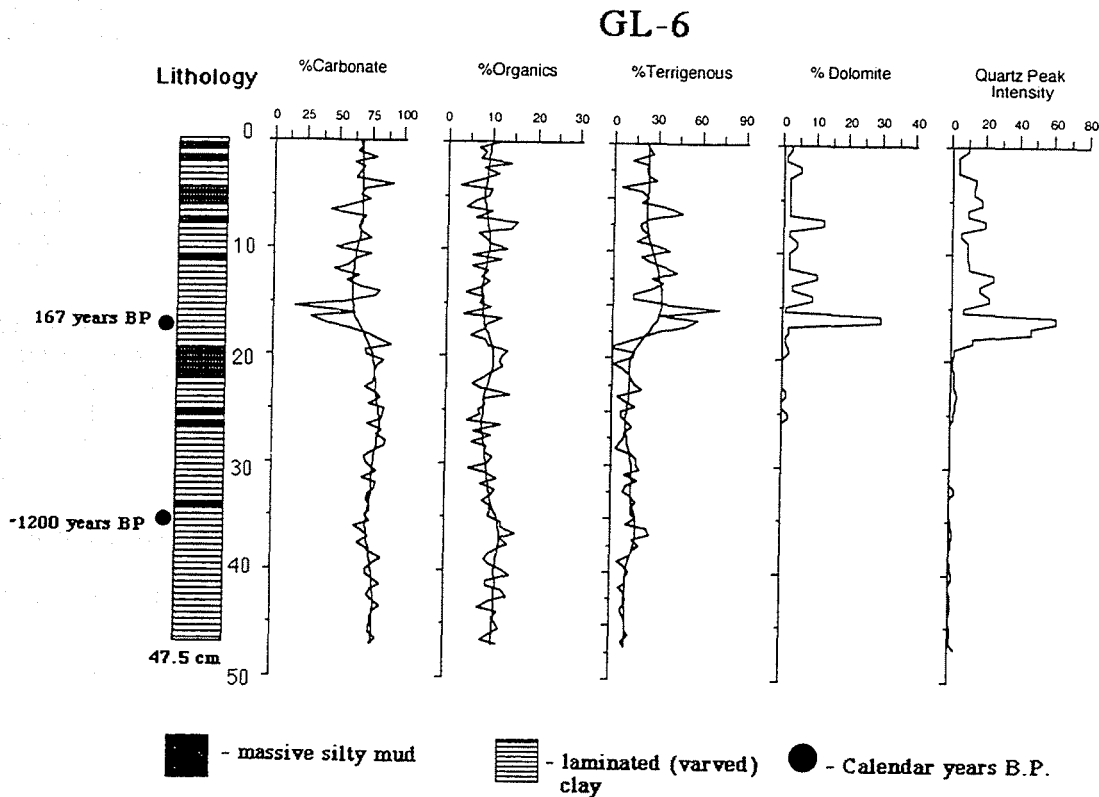 GL-6
Lithology
%Carbonate
%Organics
%Terrigenous
% Dolomite
Quartz Peak
Intensity
0 25 50 75 100
0 10 20 30
0 30 60 90
0 10 20 30 40
0 20 40 60 80
0
10
20
30
40
50
167 years BP
~1200 years BP
47.5 cm
- massive silty mud
- laminated (varved)
clay
- Calendar years B.P.